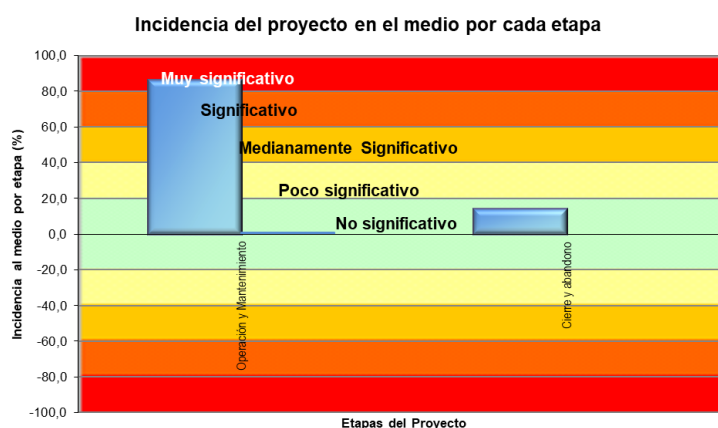 Incidencia del proyecto en el medio por cada etapa
100,0
80,0
60,0
40,0
20,0
0,0
-20,0
-40,0
-60,0
-80,0
-100,0
Incidencia al medio por etapa (%)
Muy significativo
Significativo
Medianamente Significativo
Poco significativo
No significativo
Operación y Mantenimiento
Cierre y abandono
Etapas del Proyecto